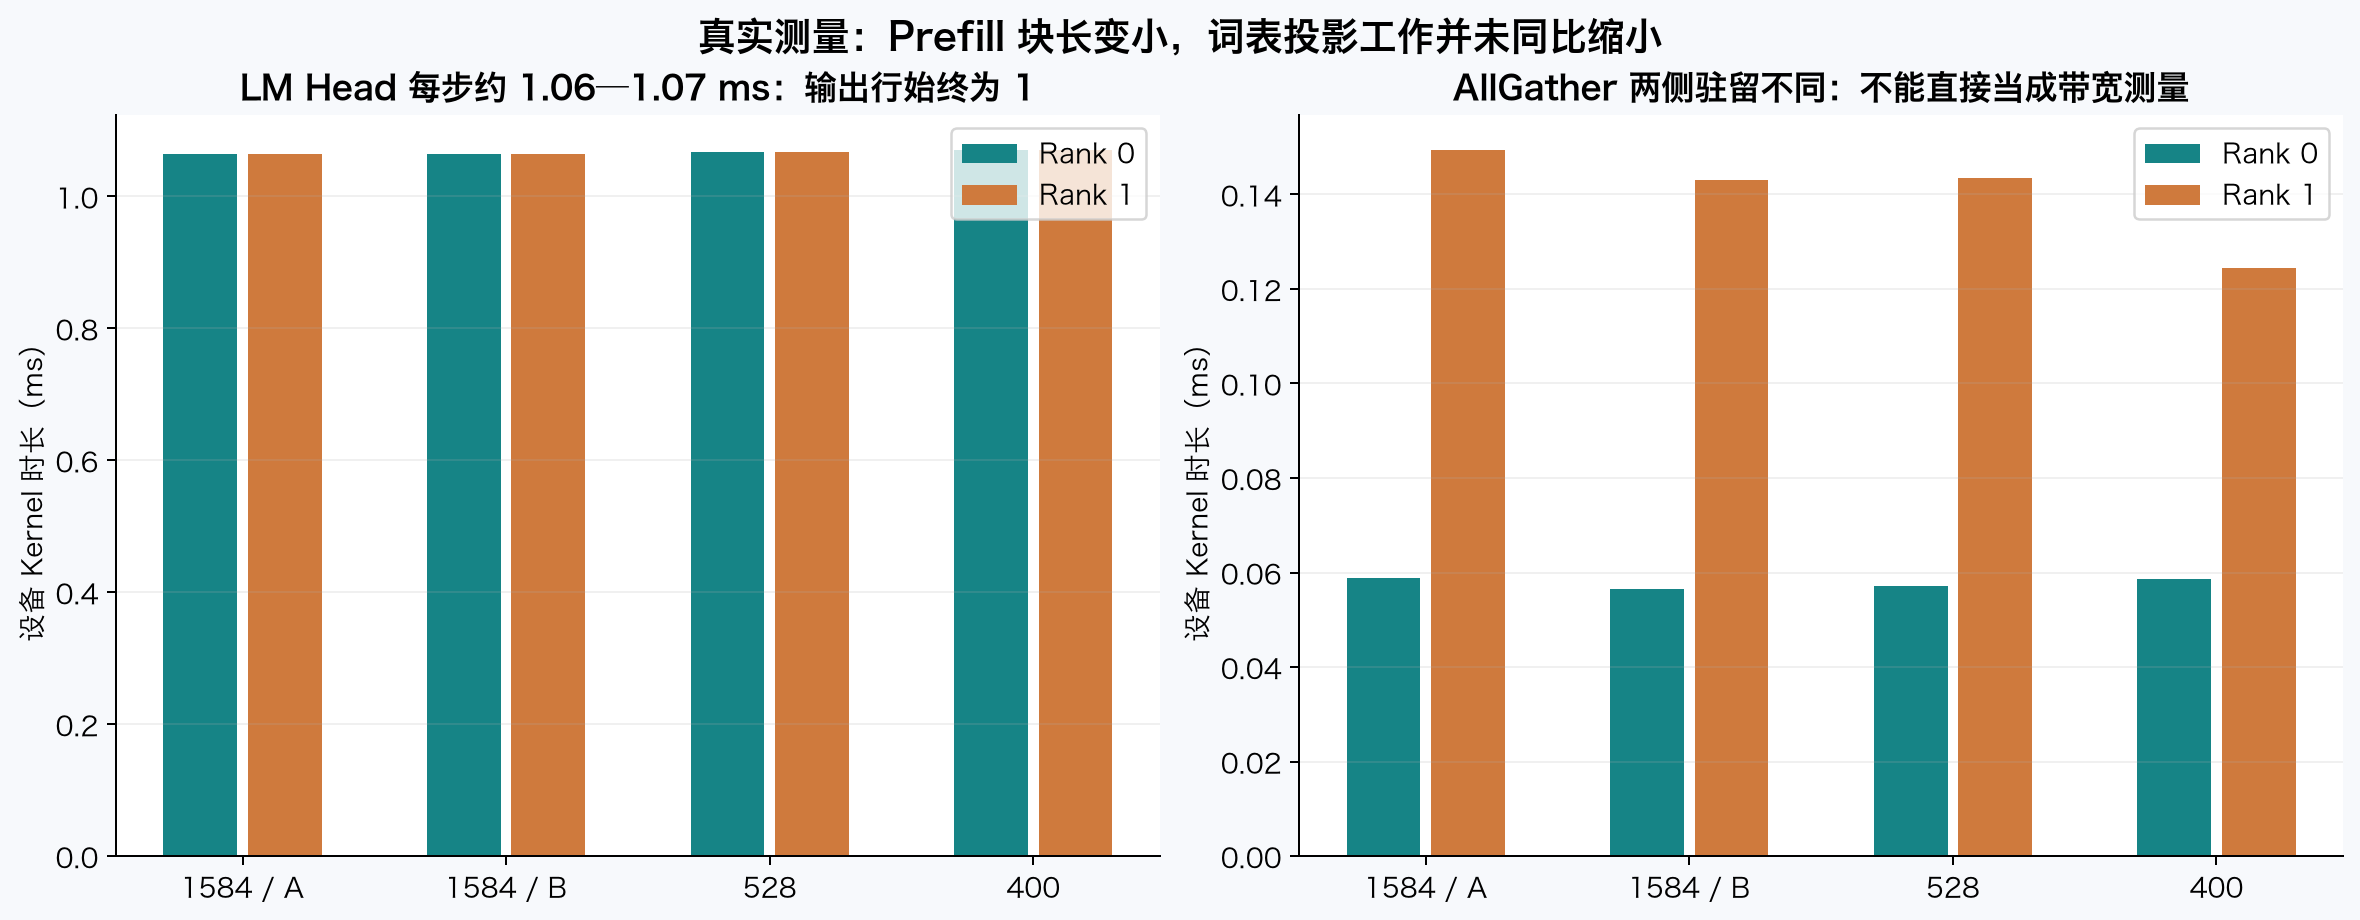 真实测量：Prefill 块长变小，词表投影工作并未同比缩小
LM Head 每步约 1.06—1.07 ms：输出行始终为 1
设备 Kernel 时长（ms）
1.0
0.8
0.6
0.4
0.2
0.0
Rank 0
Rank 1
1584 / A
1584 / B
528
400
AllGather 两侧驻留不同：不能直接当成带宽测量
设备 Kernel 时长（ms）
0.14
0.12
0.10
0.08
0.06
0.04
0.02
0.00
Rank 0
Rank 1
1584 / A
1584 / B
528
400